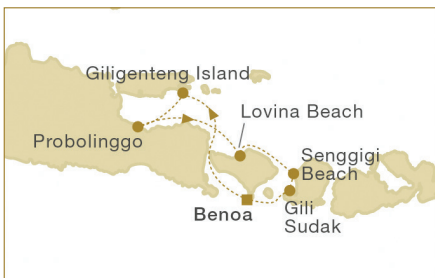 Giligenteng Island
Lovina Beach
Probolinggo
Senggigi
Beach
Benoa
Gili
Sudak